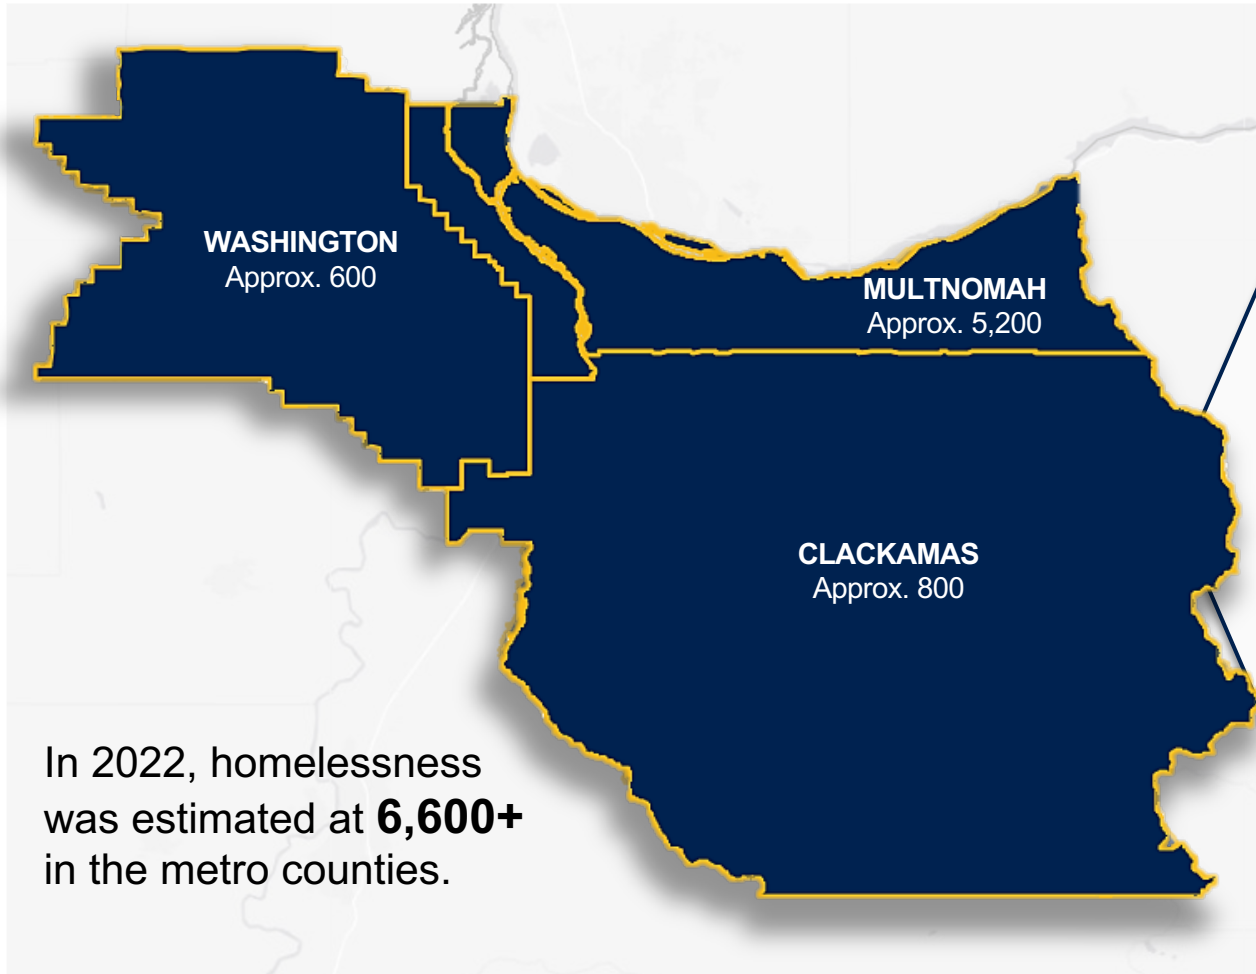 WASHINGTON
Approx. 600
MULTNOMAH
Approx. 5,200
CLACKAMAS
Approx. 800
In 2022, homelessness
was estimated at 6,600+
in the metro counties.